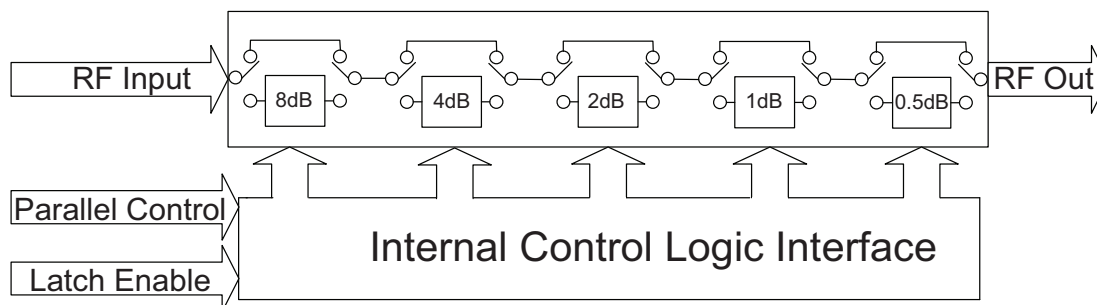 RF Input
8dB
4dB
2dB
1dB
0.5dB
RF Out
Parallel Control
Internal Control Logic Interface
Latch Enable